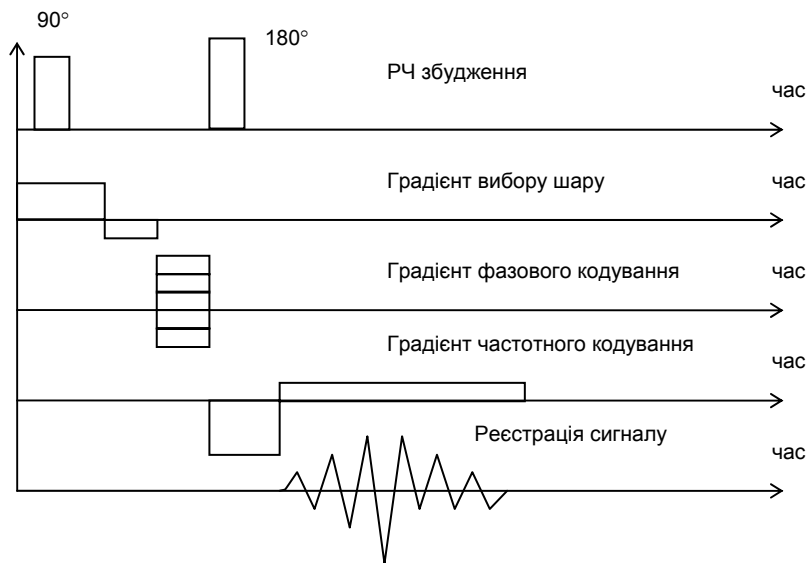 90°
180°
РЧ збудження
час
Градієнт вибору шару
час
Градієнт фазового кодування
час
Градієнт частотного кодування
час
Реєстрація сигналу
час